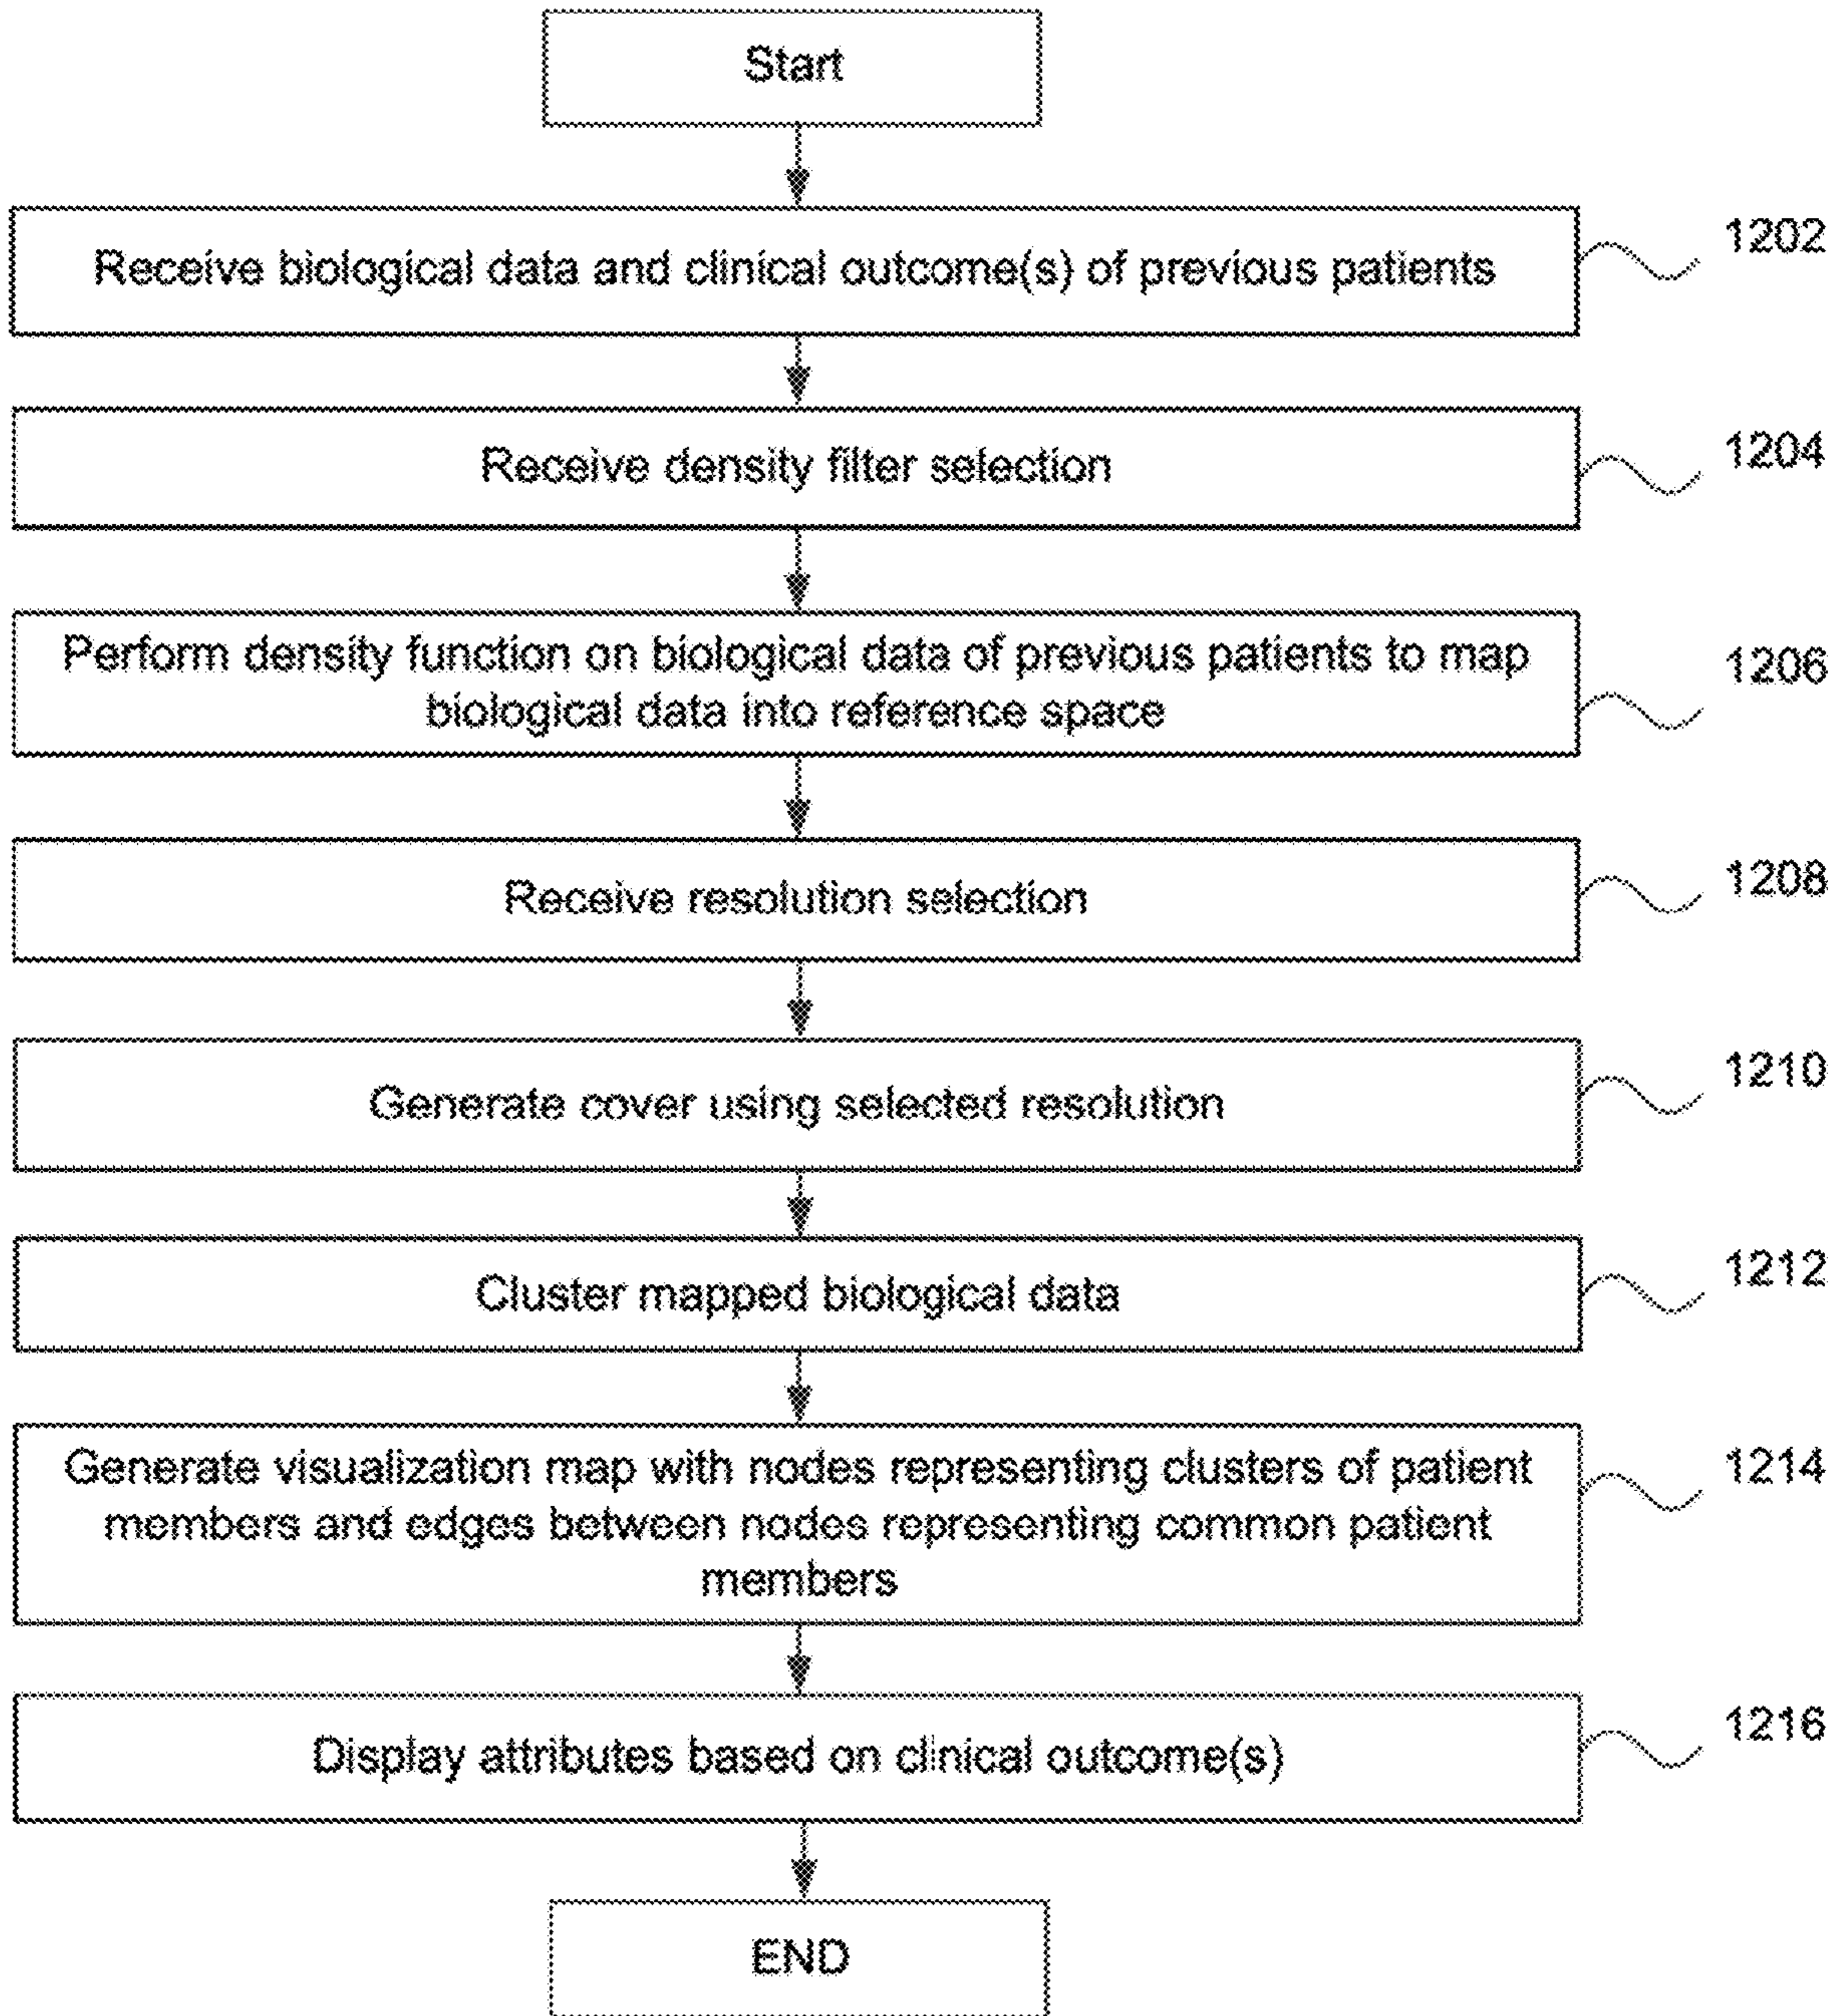 Start
Receive biological data and clinical outcome(s) of previous patients
1202
Receive density filter selection
1204
Perform density function on biological data of previous patients to map
biological data into reference space
1206
Receive resolution selection
1208
Generate cover using selected resolution
1210
Cluster mapped biological data
1212
Generate visualization map with nodes representing clusters of patient
members and edges between nodes representing common patient
members
1214
Display attributes based on clinical outcome(s)
1216
END